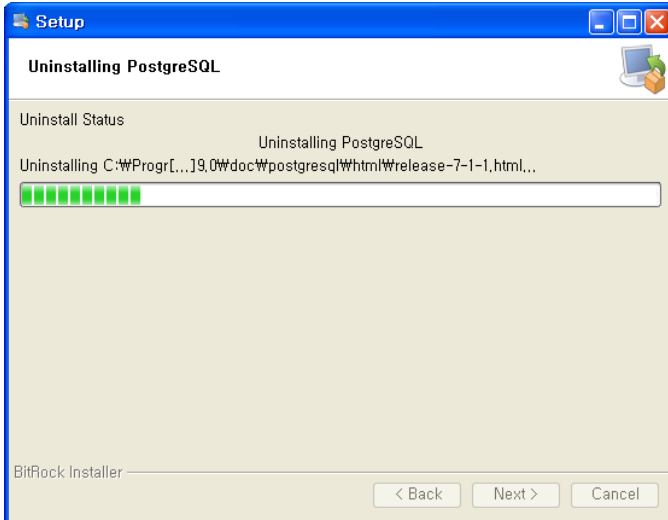 Setup
Uninstalling PostgreSQL
Uninstall Status
Uninstalling PostgreSQL
Uninstalling C:₩Progr[...]9.0₩doc₩postgresql₩html₩release-7-1-1.html...
BitRock Installer
< Back Next > Cancel